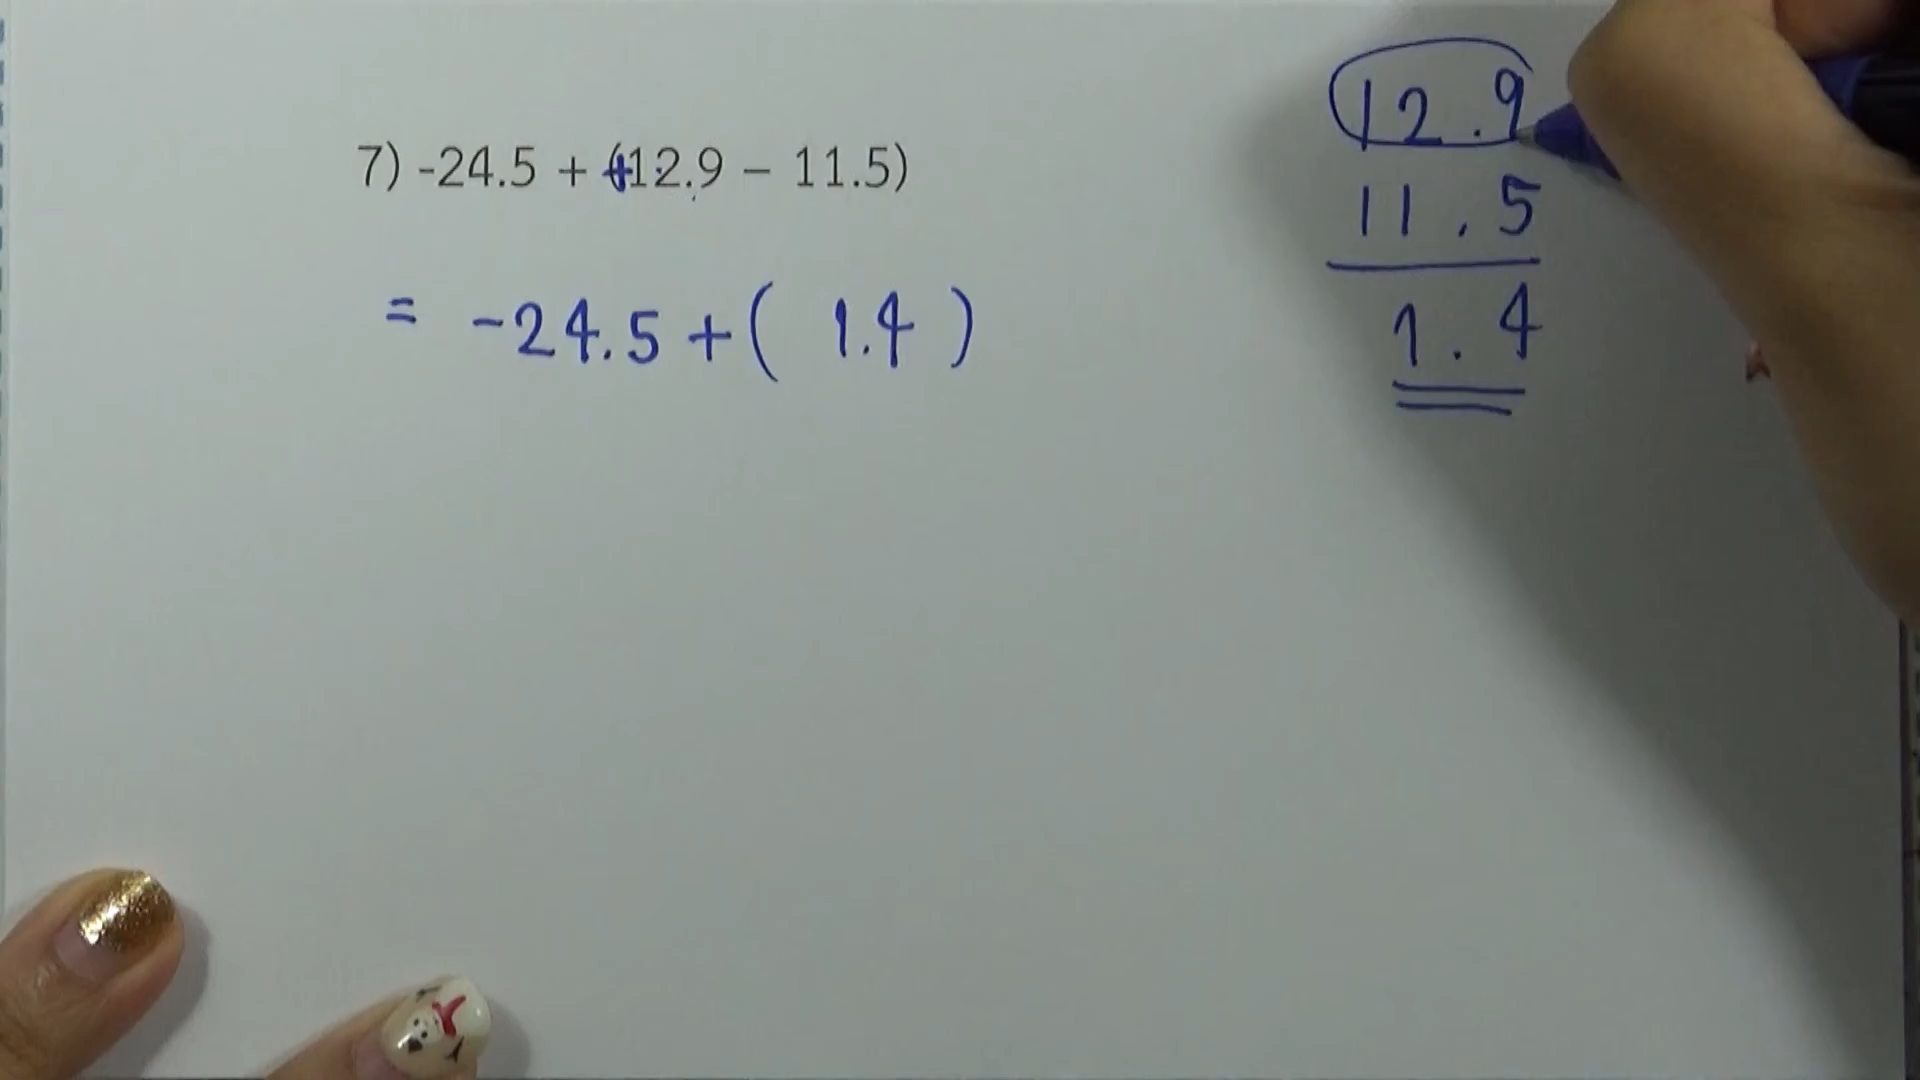 7) -24.5 + (+12.9 – 11.5)
= -24.5 + ( 1.4 )
12.9
11.5
1.4